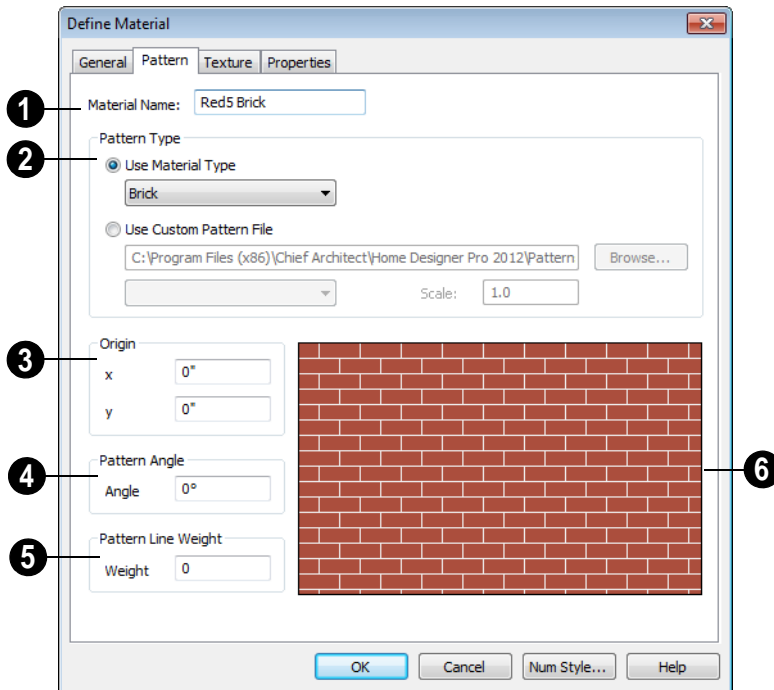 Define Material
General Pattern Texture Properties
1 Material Name: Red5 Brick
Pattern Type
2 Use Material Type
Brick
Use Custom Pattern File
C:\Program Files (x86)\Chief Architect\Home Designer Pro 2012\Pattern Browse...
Scale: 1.0
3 Origin
x 0"
y 0"
4 Pattern Angle
Angle 0°
6
5 Pattern Line Weight
Weight 0
OK Cancel Num Style... Help